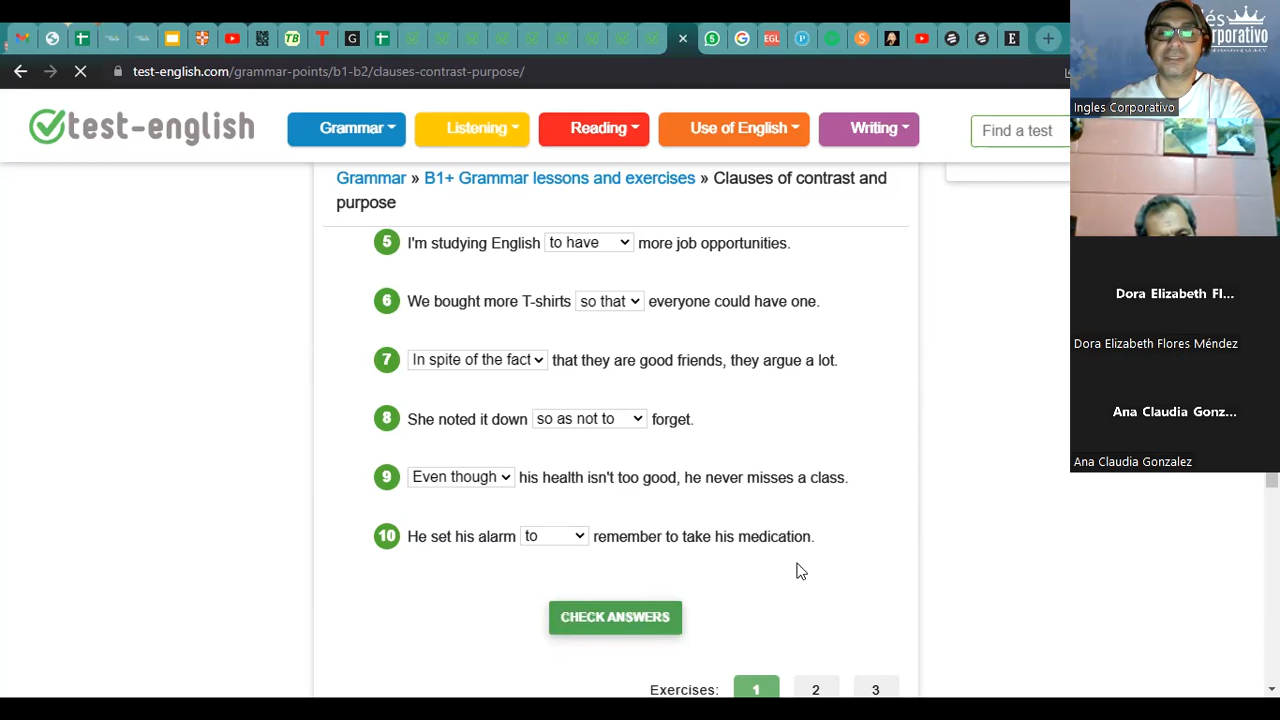 test-english.com/grammar-points/b1-b2/clauses-contrast-purpose/
test-english
Grammar
Listening
Reading
Use of English
Writing
Find a test
Grammar » B1+ Grammar lessons and exercises » Clauses of contrast and
purpose
5 I'm studying English to have more job opportunities.
6 We bought more T-shirts so that everyone could have one.
7 In spite of the fact that they are good friends, they argue a lot.
8 She noted it down so as not to forget.
9 Even though his health isn't too good, he never misses a class.
10 He set his alarm to remember to take his medication.
CHECK ANSWERS
Exercises: 1 2 3
Ingles Corporativo
Dora Elizabeth Fl...
Dora Elizabeth Flores Méndez
Ana Claudia Gonz...
Ana Claudia Gonzalez